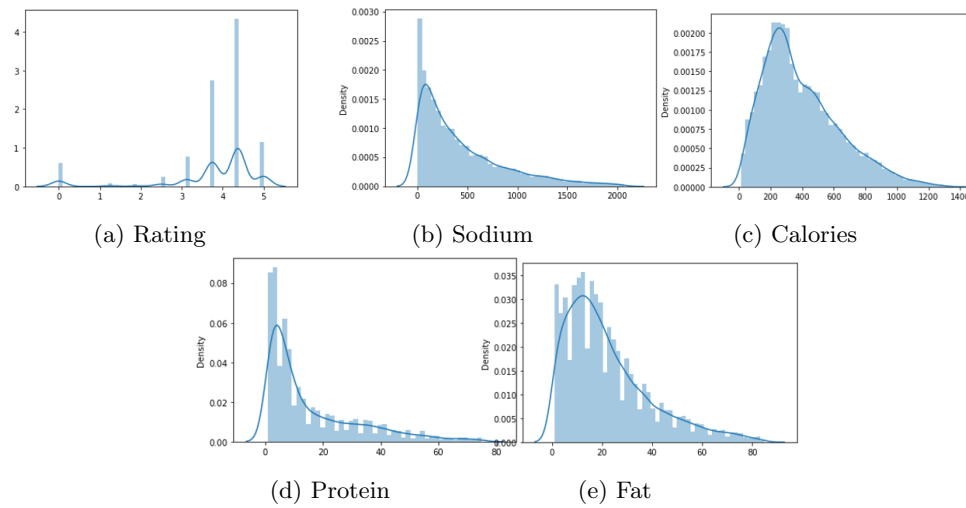 4
3
2
1
0
0 1 2 3 4 5
(a) Rating
0.0030
0.0025
0.0020
0.0015
0.0010
0.0005
0.0000
Density
0 500 1000 1500 2000
(b) Sodium
0.00200
0.00175
0.00150
0.00125
0.00100
0.00075
0.00050
0.00025
0.00000
Density
0 200 400 600 800 1000 1200 1400
(c) Calories
0.08
0.06
0.04
0.02
0.00
Density
0 20 40 60 80
(d) Protein
0.035
0.030
0.025
0.020
0.015
0.010
0.005
0.000
Density
0 20 40 60 80
(e) Fat